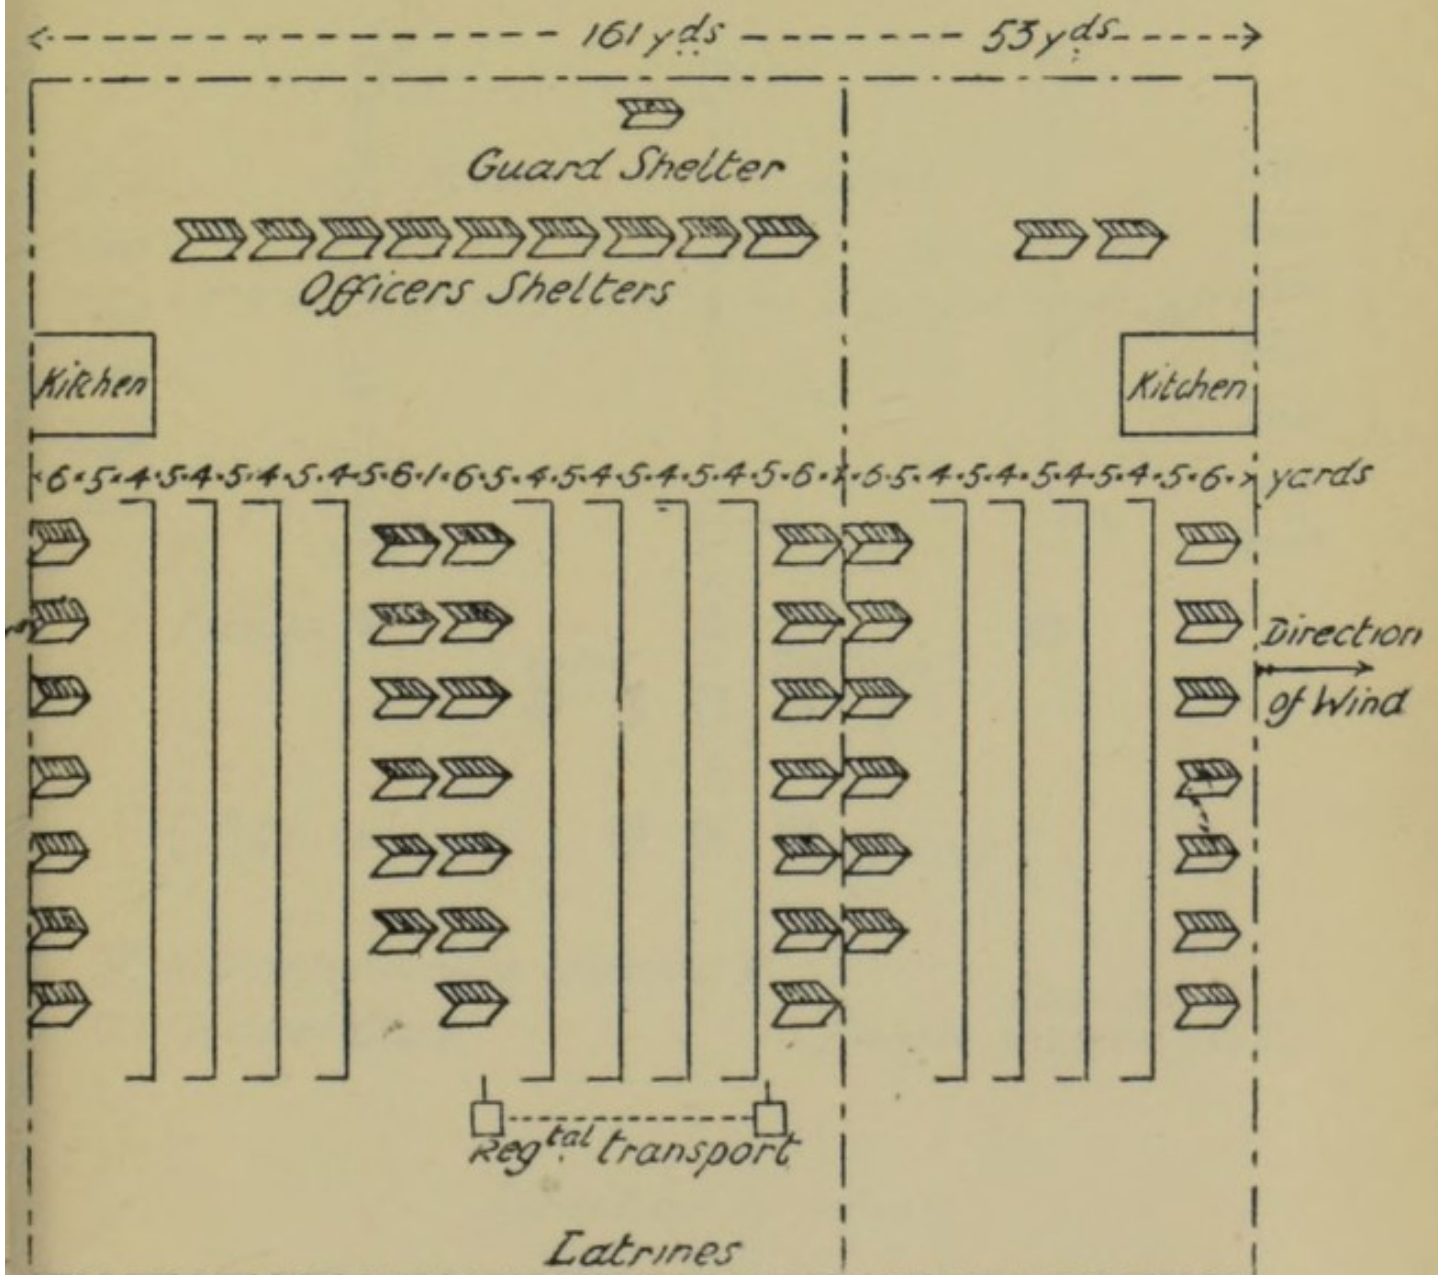 161 yds 53 yds
Guard Shelter
Officers Shelters
Kitchen Kitchen
6.5.4.5.4.5.4.5.4.5.6.1.6.5.4.5.4.5.4.5.4.5.6. 6.5.4.5.4.5.4.5.4.5.6. yards
Direction
of Wind
Regtal transport
Latrines